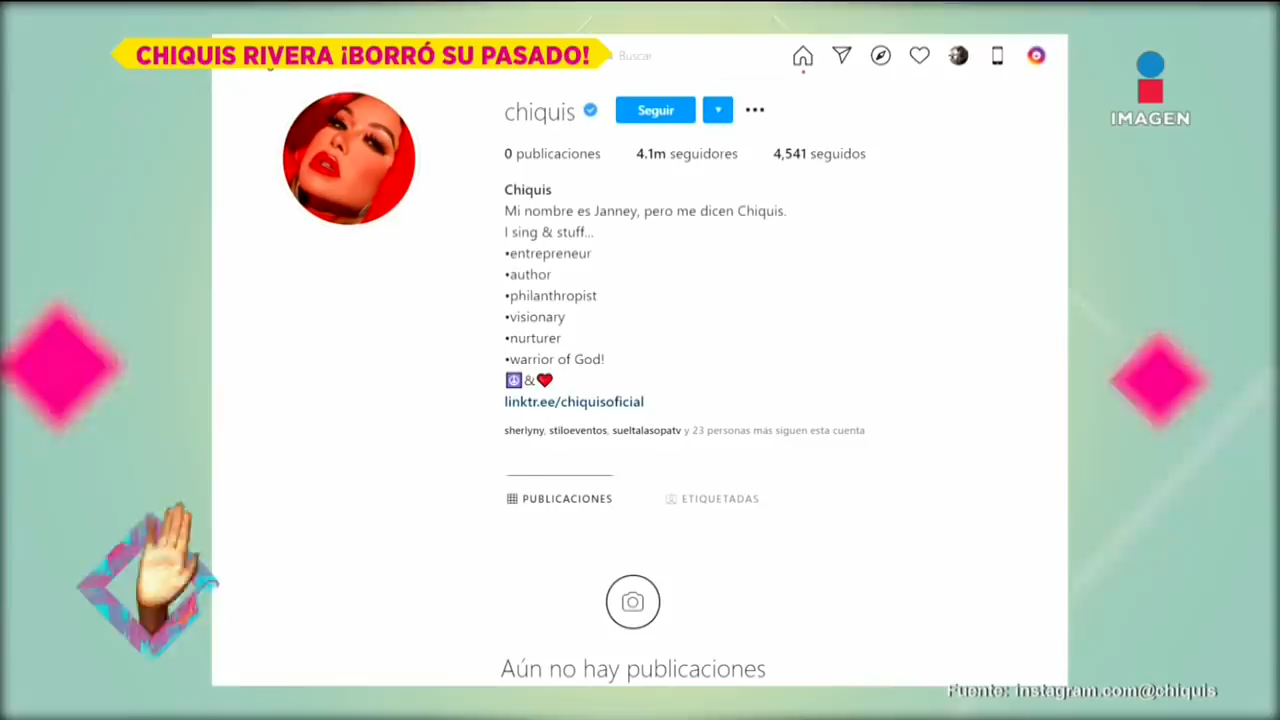 CHIQUIS RIVERA ¡BORRÓ SU PASADO!
Buscar
IMAGEN
chiquis
Seguir
0 publicaciones 4.1m seguidores 4,541 seguidos
Chiquis
Mi nombre es Janney, pero me dicen Chiquis.
I sing & stuff...
•entrepreneur
•author
•philanthropist
•visionary
•nurturer
•warrior of God!
☮&❤
linktr.ee/chiquisoficial
sherlyny, stiloeventos, sueltalasopatv y 23 personas más siguen esta cuenta
PUBLICACIONES ETIQUETADAS
Aún no hay publicaciones
Fuente: instagram.com@chiquis